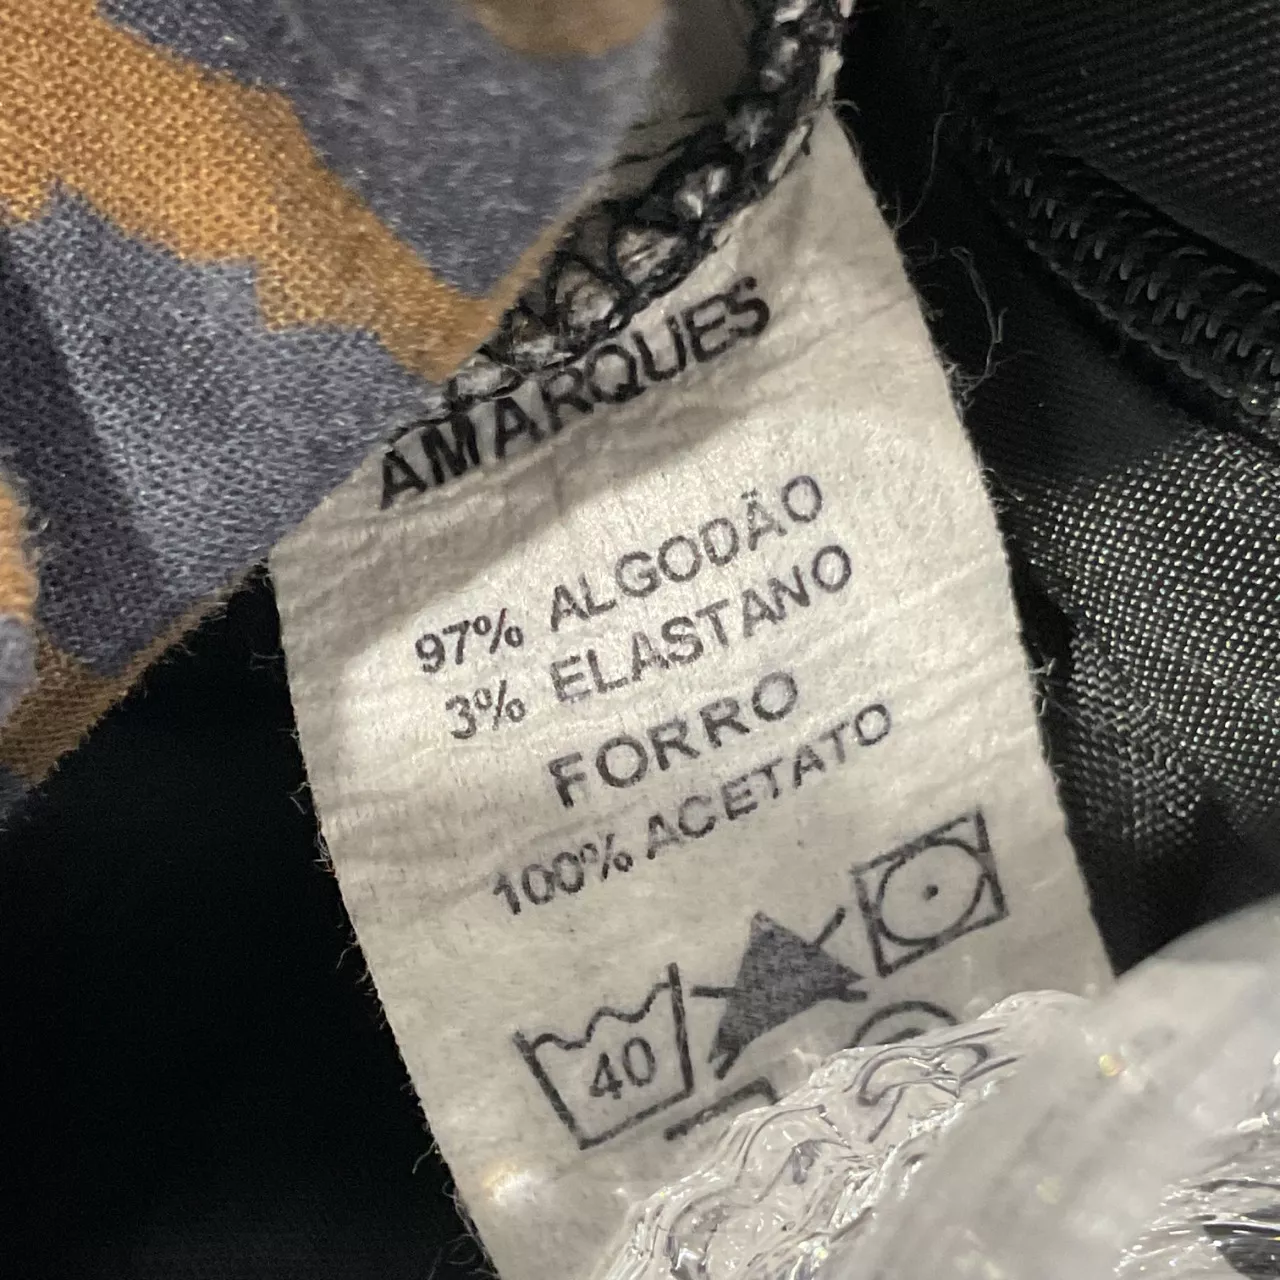 AMARQUES
97% ALGODÃO
3% ELASTANO
FORRO
100% ACETATO
40